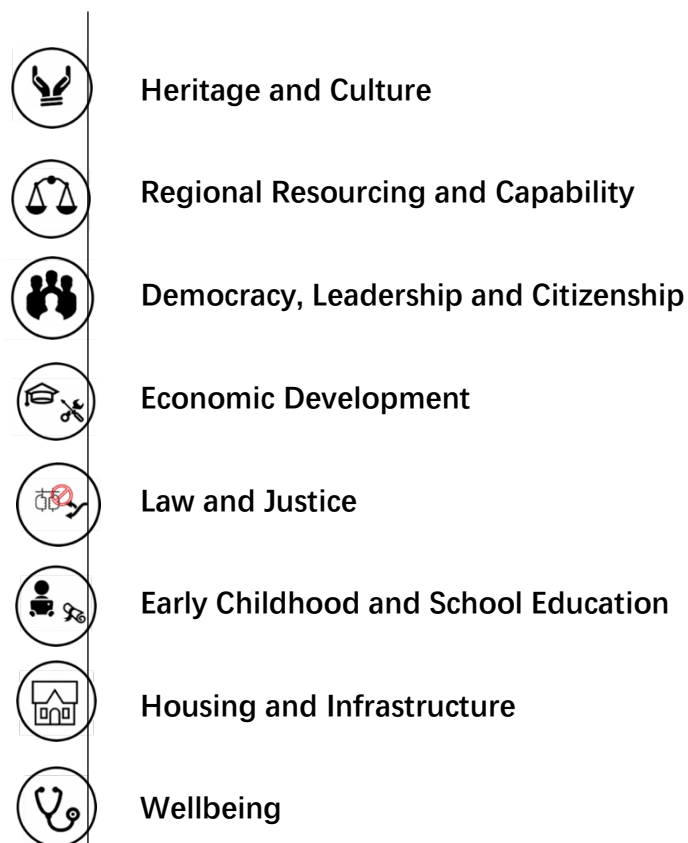 Heritage and Culture
Regional Resourcing and Capability
Democracy, Leadership and Citizenship
Economic Development
Law and Justice
Early Childhood and School Education
Housing and Infrastructure
Wellbeing